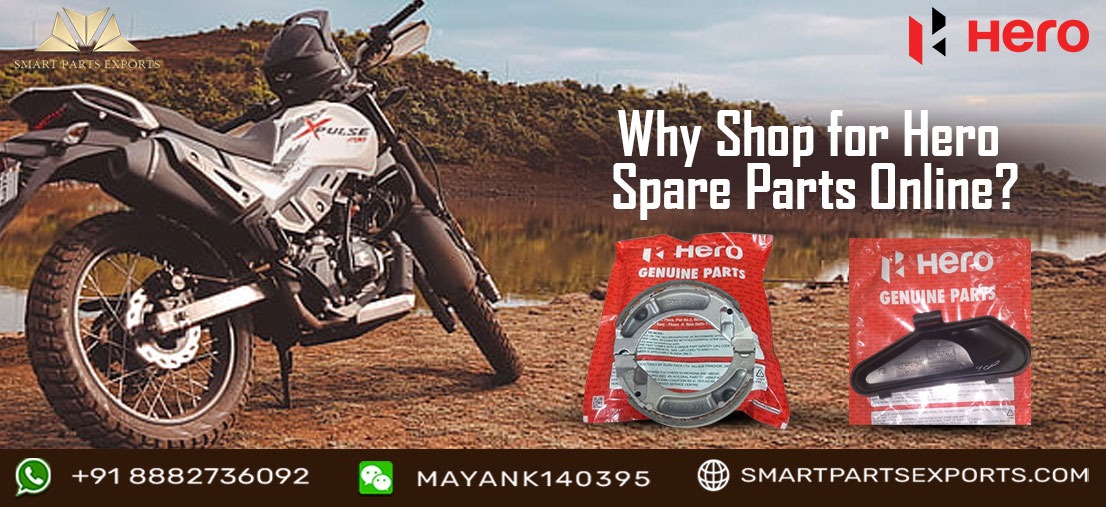 SMART PARTS EXPORTS
Hero
Why Shop for Hero
Spare Parts Online?
XPULSE
200
Hero
GENUINE PARTS
Hero
GENUINE PARTS
+91 8882736092
MAYANK140395
SMARTPARTSEXPORTS.COM